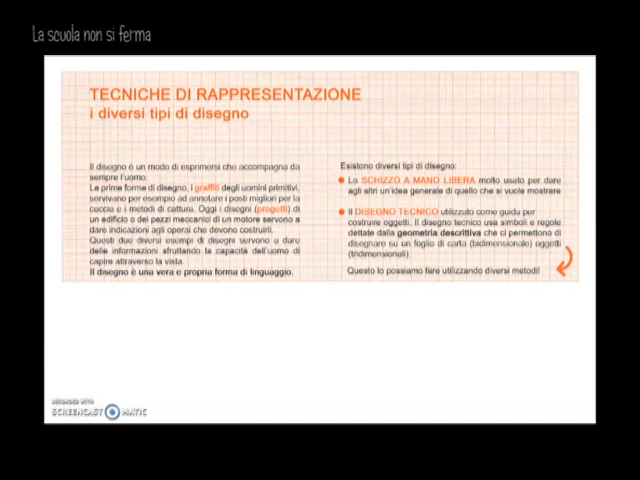 La scuola non si ferma
TECNICHE DI RAPPRESENTAZIONE
i diversi tipi di disegno
Il disegno è un modo di esprimersi che accompagna da
sempre l'uomo.
Le prime forme di disegno, i graffiti degli uomini primitivi,
servivano per esempio ad annotare i posti migliori per la
caccia e i metodi di cattura. Oggi i disegni (progetti) di
un edificio o dei pezzi meccanici di un motore servono a
dare indicazioni agli operai che devono costruirli.
Questi due diversi esempi di disegni servono a dare
delle informazioni sfruttando la capacità dell'uomo di
capire attraverso la vista.
Il disegno è una vera e propria forma di linguaggio.
Esistono diversi tipi di disegno:
Lo SCHIZZO A MANO LIBERA molto usato per dare
agli altri un'idea generale di quello che si vuole mostrare
Il DISEGNO TECNICO utilizzato come guida per
costruire oggetti. Il disegno tecnico usa simboli e regole
dettate dalla geometria descrittiva che ci permettono di
disegnare su un foglio di carta (bidimensionale) oggetti
(tridimensionali).
Questo lo possiamo fare utilizzando diversi metodi!
RECORDED WITH
SCREENCAST MATIC